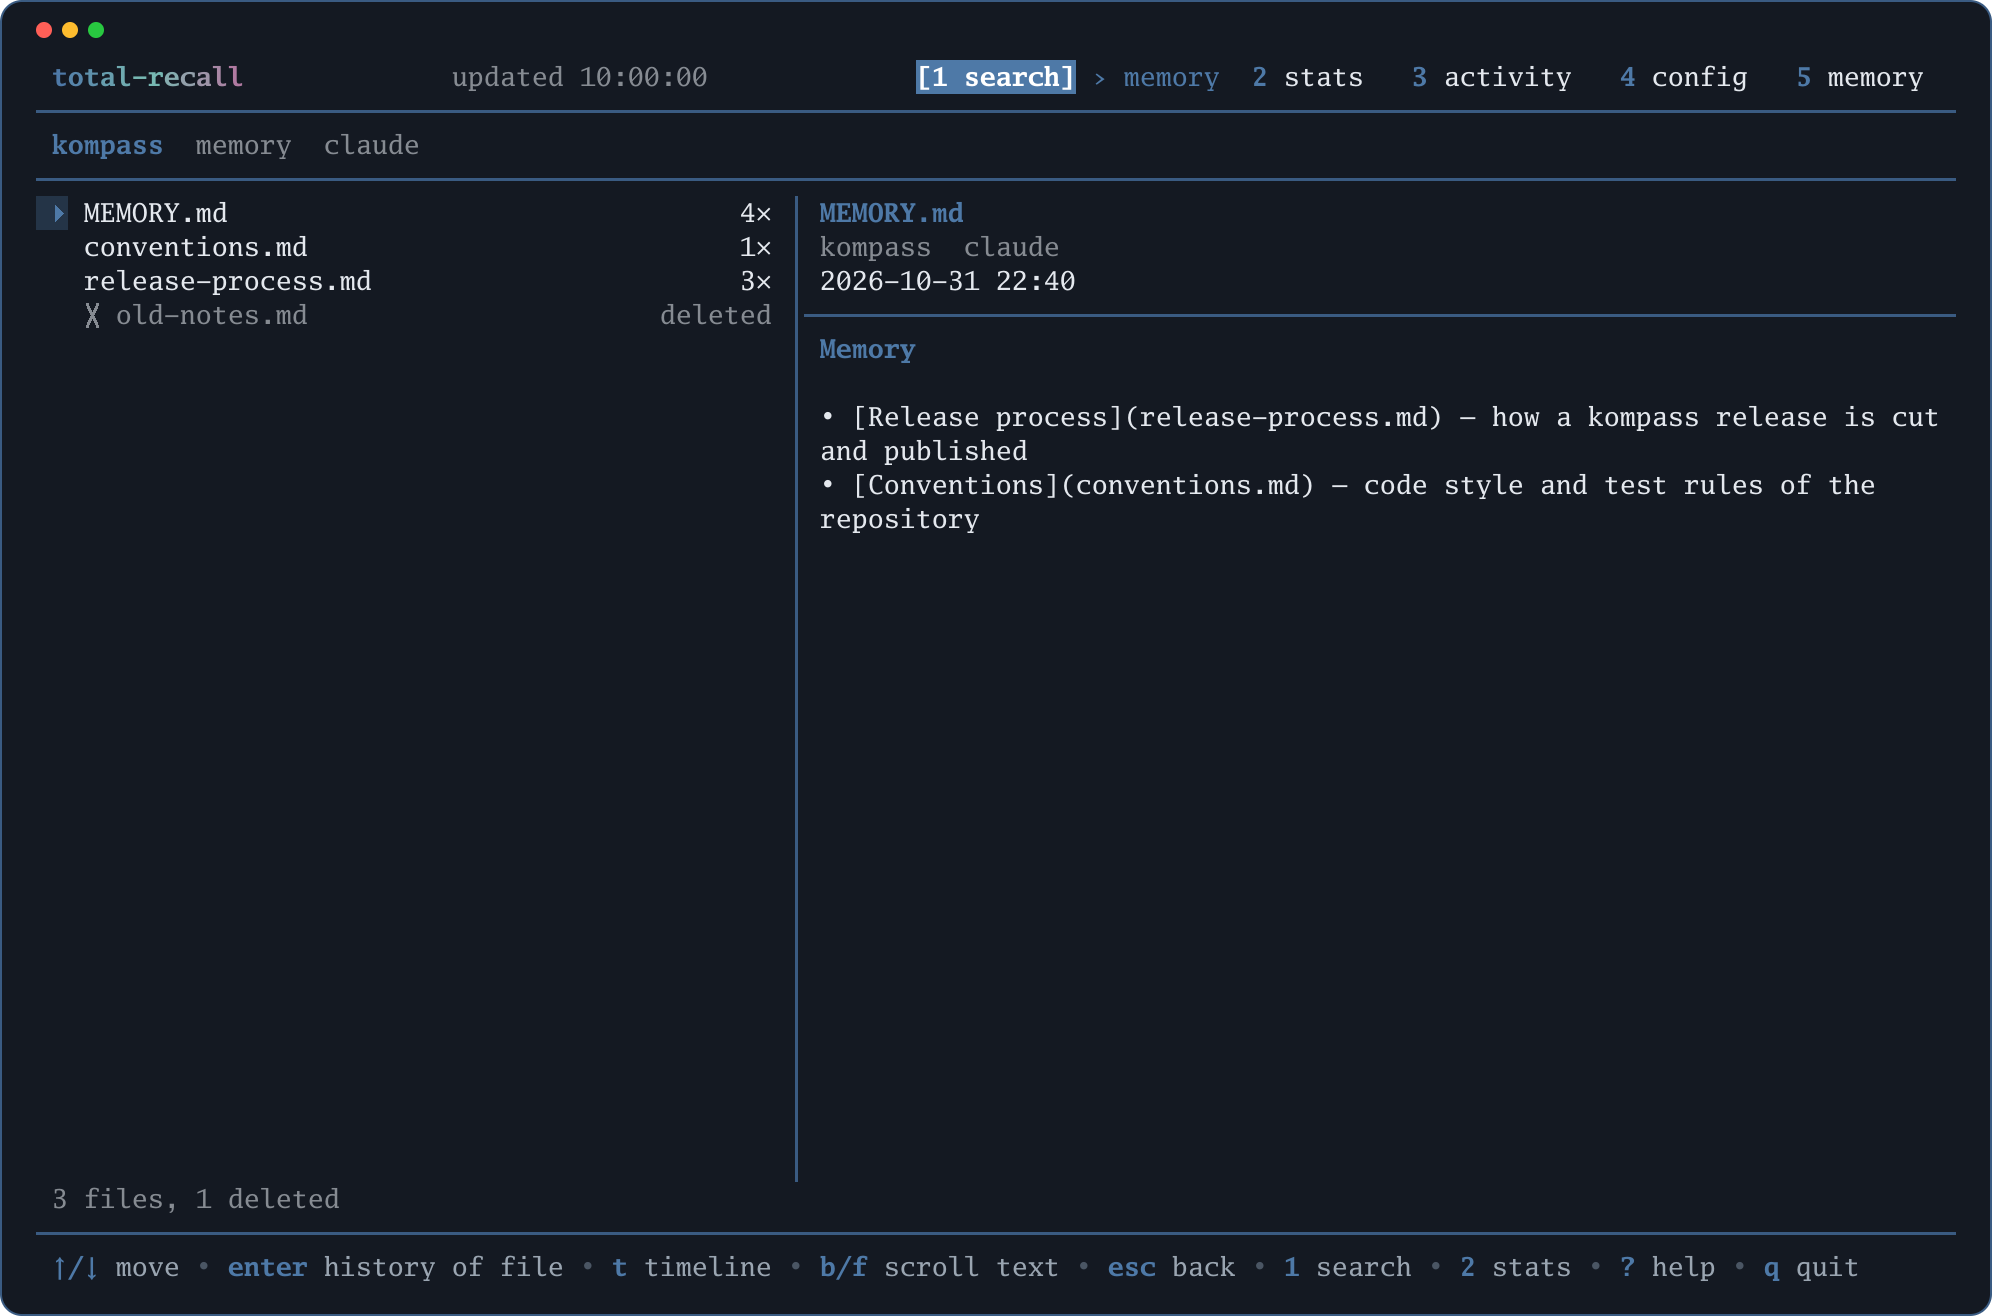 total-recall updated 10:00:00 [1 search] › memory 2 stats 3 activity 4 config 5 memory
kompass memory claude
▸ MEMORY.md 4×
conventions.md 1×
release-process.md 3×
✗ old-notes.md deleted
MEMORY.md
kompass claude
2026-10-31 22:40
Memory
• [Release process](release-process.md) — how a kompass release is cut
and published
• [Conventions](conventions.md) — code style and test rules of the
repository
3 files, 1 deleted
↑/↓ move • enter history of file • t timeline • b/f scroll text • esc back • 1 search • 2 stats • ? help • q quit